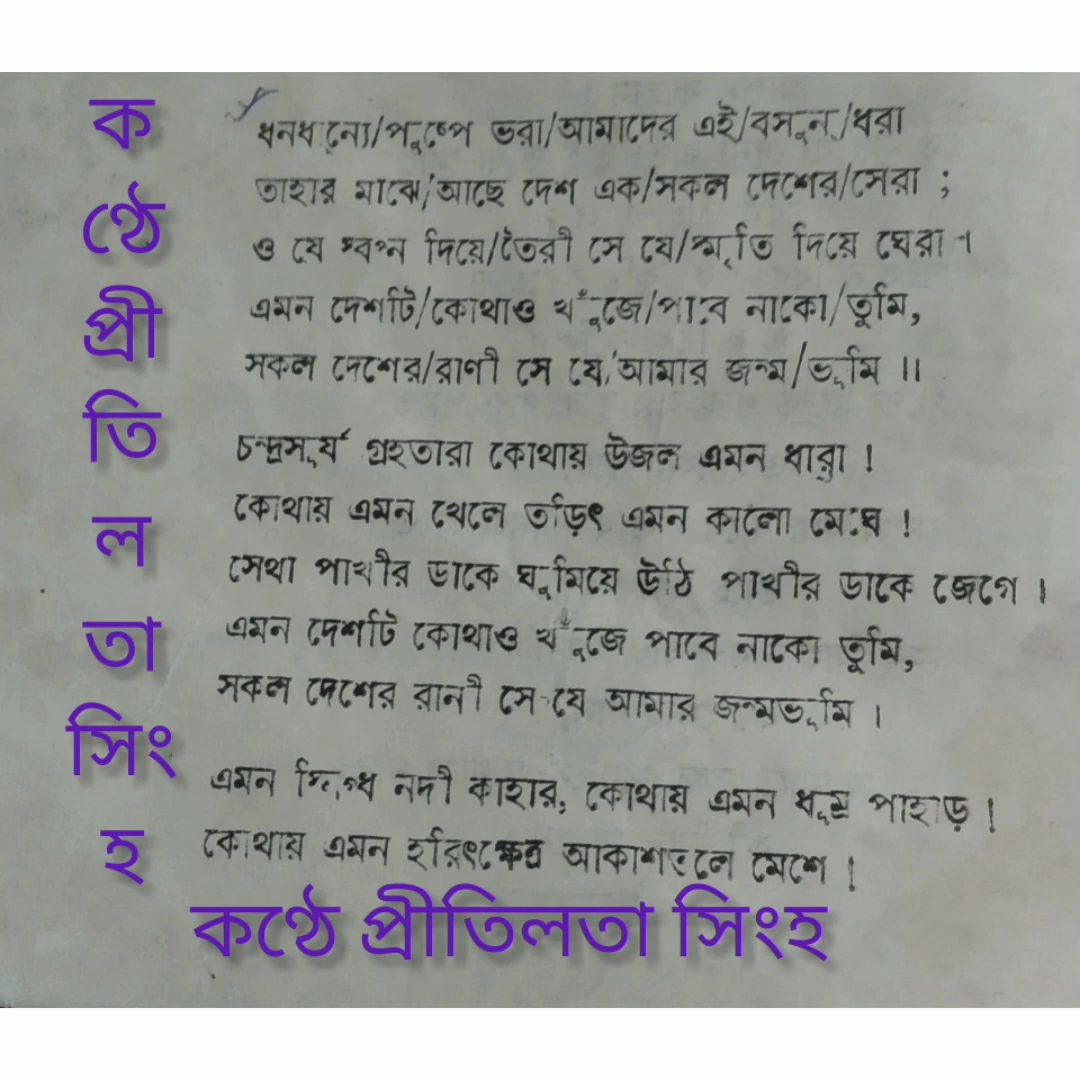 কণ্ঠে প্রীতিলতা সিংহ
ধনধান্যে/পুষ্পে ভরা/আমাদের এই/বসুন/ধরা
তাহার মাঝে/আছে দেশ এক/সকল দেশের/সেরা ;
ও যে স্বপ্ন দিয়ে/তৈরী সে যে/স্মৃতি দিয়ে ঘেরা ।
এমন দেশটি/কোথাও খুঁজে/পাবে নাকো/তুমি,
সকল দেশের/রাণী সে যে/আমার জন্ম/ভূমি ।।
চন্দ্রসূর্য গ্রহতারা কোথায় উজল এমন ধারা !
কোথায় এমন খেলে তড়িৎ এমন কালো মেঘে !
সেথা পাখীর ডাকে ঘুমিয়ে উঠি পাখীর ডাকে জেগে ।
এমন দেশটি কোথাও খুঁজে পাবে নাকো তুমি,
সকল দেশের রানী সে যে আমার জন্মভূমি ।
এমন স্নিগ্ধ নদী কাহার, কোথায় এমন ধূম্র পাহাড় !
কোথায় এমন হরিৎক্ষেত্র আকাশতলে মেশে !
কণ্ঠে প্রীতিলতা সিংহ